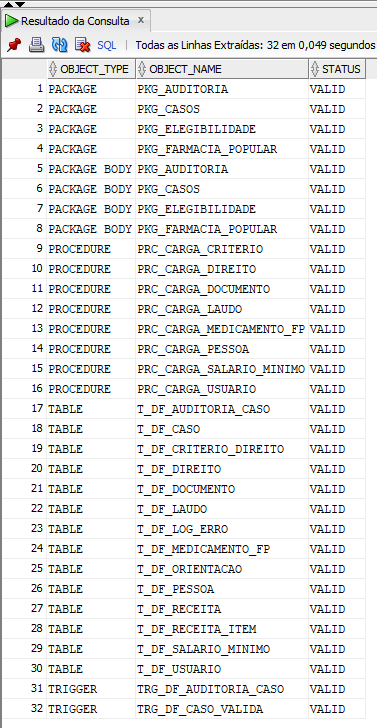 Resultado da Consulta x
SQL | Todas as Linhas Extraídas: 32 em 0,049 segundos
OBJECT_TYPE OBJECT_NAME STATUS
1 PACKAGE PKG_AUDITORIA VALID
2 PACKAGE PKG_CASOS VALID
3 PACKAGE PKG_ELEGIBILIDADE VALID
4 PACKAGE PKG_FARMACIA_POPULAR VALID
5 PACKAGE BODY PKG_AUDITORIA VALID
6 PACKAGE BODY PKG_CASOS VALID
7 PACKAGE BODY PKG_ELEGIBILIDADE VALID
8 PACKAGE BODY PKG_FARMACIA_POPULAR VALID
9 PROCEDURE PRC_CARGA_CRITERIO VALID
10 PROCEDURE PRC_CARGA_DIREITO VALID
11 PROCEDURE PRC_CARGA_DOCUMENTO VALID
12 PROCEDURE PRC_CARGA_LAUDO VALID
13 PROCEDURE PRC_CARGA_MEDICAMENTO_FP VALID
14 PROCEDURE PRC_CARGA_PESSOA VALID
15 PROCEDURE PRC_CARGA_SALARIO_MINIMO VALID
16 PROCEDURE PRC_CARGA_USUARIO VALID
17 TABLE T_DF_AUDITORIA_CASO VALID
18 TABLE T_DF_CASO VALID
19 TABLE T_DF_CRITERIO_DIREITO VALID
20 TABLE T_DF_DIREITO VALID
21 TABLE T_DF_DOCUMENTO VALID
22 TABLE T_DF_LAUDO VALID
23 TABLE T_DF_LOG_ERRO VALID
24 TABLE T_DF_MEDICAMENTO_FP VALID
25 TABLE T_DF_ORIENTACAO VALID
26 TABLE T_DF_PESSOA VALID
27 TABLE T_DF_RECEITA VALID
28 TABLE T_DF_RECEITA_ITEM VALID
29 TABLE T_DF_SALARIO_MINIMO VALID
30 TABLE T_DF_USUARIO VALID
31 TRIGGER TRG_DF_AUDITORIA_CASO VALID
32 TRIGGER TRG_DF_CASO_VALIDA VALID